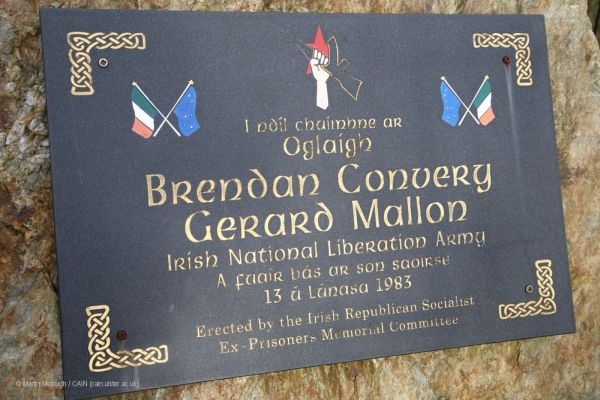 I ndíl chuimhne ar
Oglaigh
Brendan Convery
Gerard Mallon
Irish National Liberation Army
A fuair bás ar son saoirse
13 ú Lúnasa 1983
Erected by the Irish Republican Socialist
Ex-Prisoners Memorial Committee
© Martin Melaugh / CAIN (cain.ulster.ac.uk)